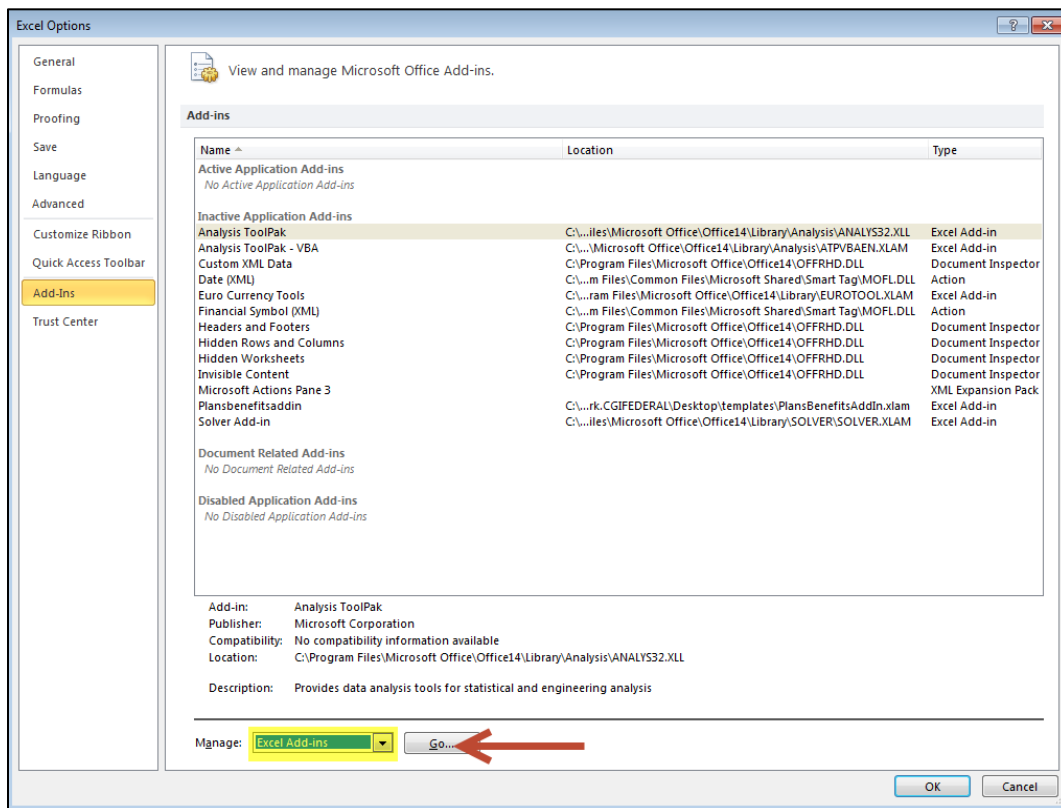 Excel Options
General
Formulas
Proofing
Save
Language
Advanced
Customize Ribbon
Quick Access Toolbar
Add-Ins
Trust Center
View and manage Microsoft Office Add-ins.
Add-ins
Name Location Type
Active Application Add-ins
No Active Application Add-ins
Inactive Application Add-ins
Analysis ToolPak C:\...iles\Microsoft Office\Office14\Library\Analysis\ANALYS32.XLL Excel Add-in
Analysis ToolPak - VBA C:\...\Microsoft Office\Office14\Library\Analysis\ATPVBAEN.XLAM Excel Add-in
Custom XML Data C:\Program Files\Microsoft Office\Office14\OFFRHD.DLL Document Inspector
Date (XML) C:\...m Files\Common Files\Microsoft Shared\Smart Tag\MOFL.DLL Action
Euro Currency Tools C:\...ram Files\Microsoft Office\Office14\Library\EUROTOOL.XLAM Excel Add-in
Financial Symbol (XML) C:\...m Files\Common Files\Microsoft Shared\Smart Tag\MOFL.DLL Action
Headers and Footers C:\Program Files\Microsoft Office\Office14\OFFRHD.DLL Document Inspector
Hidden Rows and Columns C:\Program Files\Microsoft Office\Office14\OFFRHD.DLL Document Inspector
Hidden Worksheets C:\Program Files\Microsoft Office\Office14\OFFRHD.DLL Document Inspector
Invisible Content C:\Program Files\Microsoft Office\Office14\OFFRHD.DLL Document Inspector
Microsoft Actions Pane 3 XML Expansion Pack
Plansbenefitsaddin C:\...rk.CGIFEDERAL\Desktop\templates\PlansBenefitsAddIn.xlam Excel Add-in
Solver Add-in C:\...iles\Microsoft Office\Office14\Library\SOLVER\SOLVER.XLAM Excel Add-in
Document Related Add-ins
No Document Related Add-ins
Disabled Application Add-ins
No Disabled Application Add-ins
Add-in: Analysis ToolPak
Publisher: Microsoft Corporation
Compatibility: No compatibility information available
Location: C:\Program Files\Microsoft Office\Office14\Library\Analysis\ANALYS32.XLL
Description: Provides data analysis tools for statistical and engineering analysis
Manage: Excel Add-ins Go...
OK Cancel